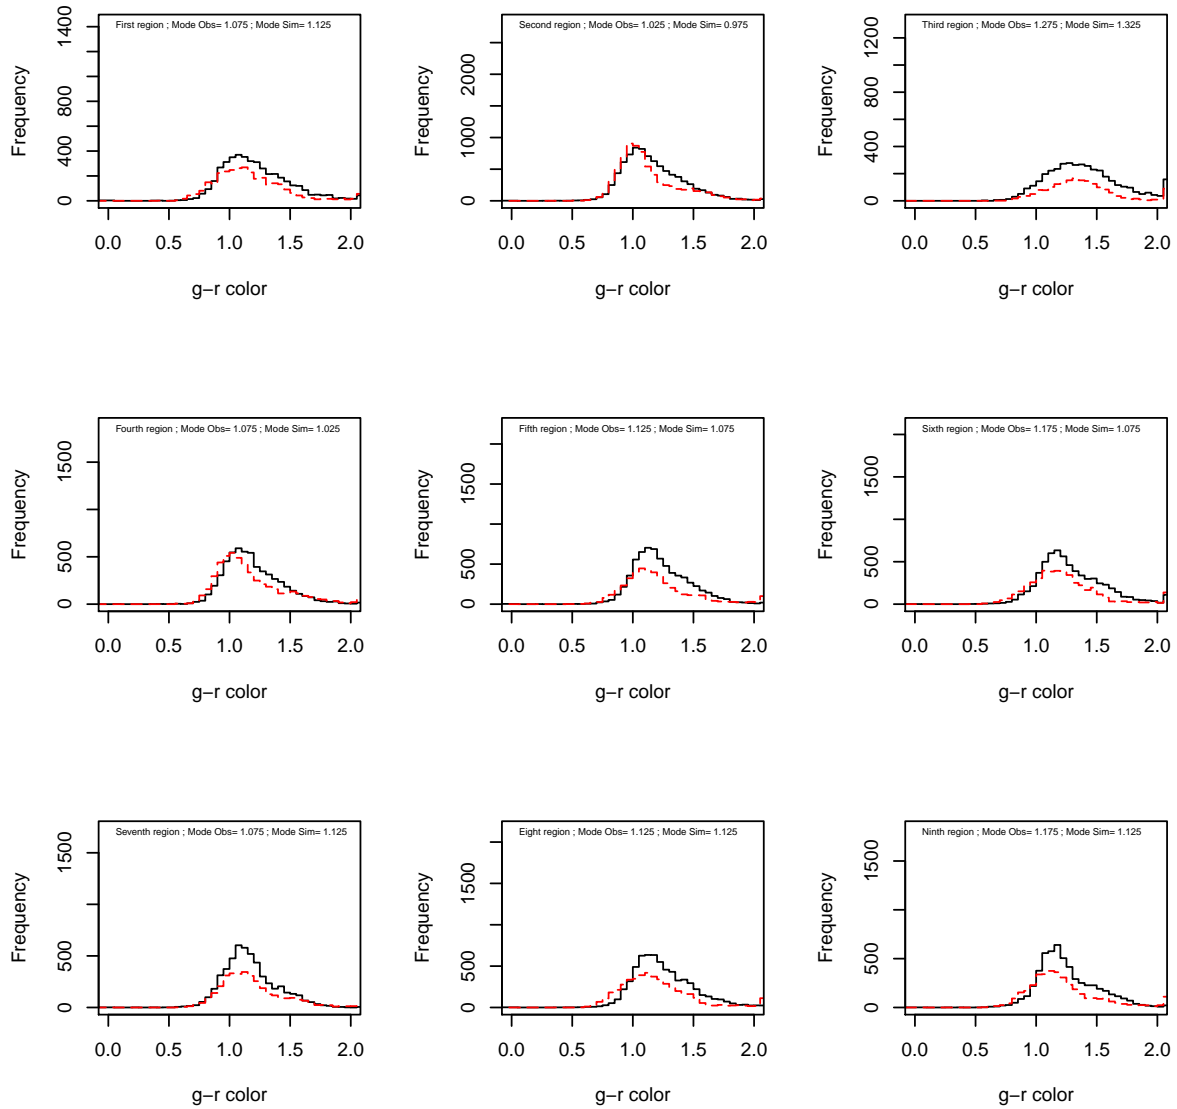 First region ; Mode Obs= 1.075 ; Mode Sim= 1.125
Frequency
0 400 800 1400
0.0 0.5 1.0 1.5 2.0
g−r color
Second region ; Mode Obs= 1.025 ; Mode Sim= 0.975
Frequency
0 1000 2000
0.0 0.5 1.0 1.5 2.0
g−r color
Third region ; Mode Obs= 1.275 ; Mode Sim= 1.325
Frequency
0 400 800 1200
0.0 0.5 1.0 1.5 2.0
g−r color
Fourth region ; Mode Obs= 1.075 ; Mode Sim= 1.025
Frequency
0 500 1500
0.0 0.5 1.0 1.5 2.0
g−r color
Fifth region ; Mode Obs= 1.125 ; Mode Sim= 1.075
Frequency
0 500 1500
0.0 0.5 1.0 1.5 2.0
g−r color
Sixth region ; Mode Obs= 1.175 ; Mode Sim= 1.075
Frequency
0 500 1500
0.0 0.5 1.0 1.5 2.0
g−r color
Seventh region ; Mode Obs= 1.075 ; Mode Sim= 1.125
Frequency
0 500 1500
0.0 0.5 1.0 1.5 2.0
g−r color
Eight region ; Mode Obs= 1.125 ; Mode Sim= 1.125
Frequency
0 500 1500
0.0 0.5 1.0 1.5 2.0
g−r color
Ninth region ; Mode Obs= 1.175 ; Mode Sim= 1.125
Frequency
0 500 1500
0.0 0.5 1.0 1.5 2.0
g−r color